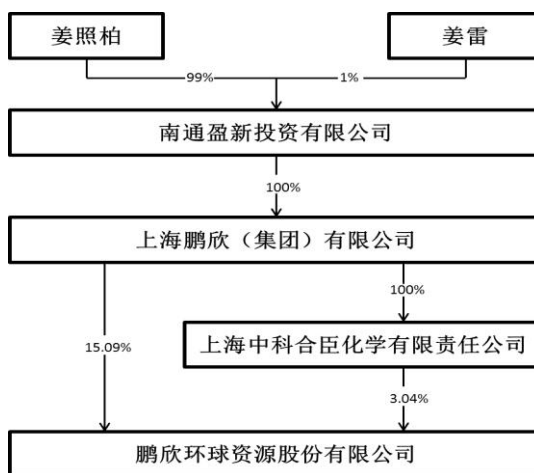 姜照柏
姜雷
99%
1%
南通盈新投资有限公司
100%
上海鹏欣（集团）有限公司
100%
上海中科合臣化学有限责任公司
15.09%
3.04%
鹏欣环球资源股份有限公司